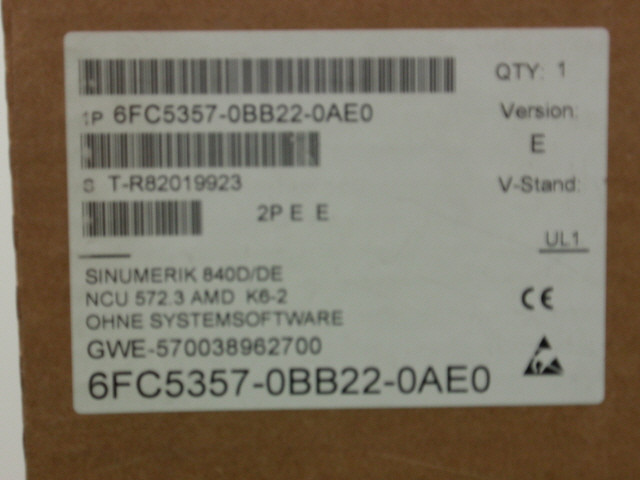 QTY: 1
1P 6FC5357-0BB22-0AE0
Version:
E
S T-R82019923
V-Stand:
2P E E
UL1
SINUMERIK 840D/DE
NCU 572.3 AMD K6-2
OHNE SYSTEMSOFTWARE
CE
GWE-570038962700
6FC5357-0BB22-0AE0